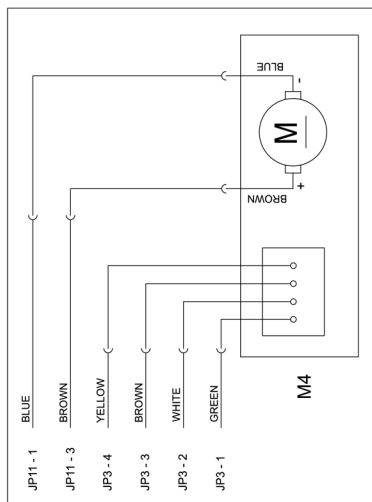 BLUE
-
M
+
BROWN
M4
BLUE
BROWN
YELLOW
BROWN
WHITE
GREEN
JP11 - 1
JP11 - 3
JP3 - 4
JP3 - 3
JP3 - 2
JP3 - 1